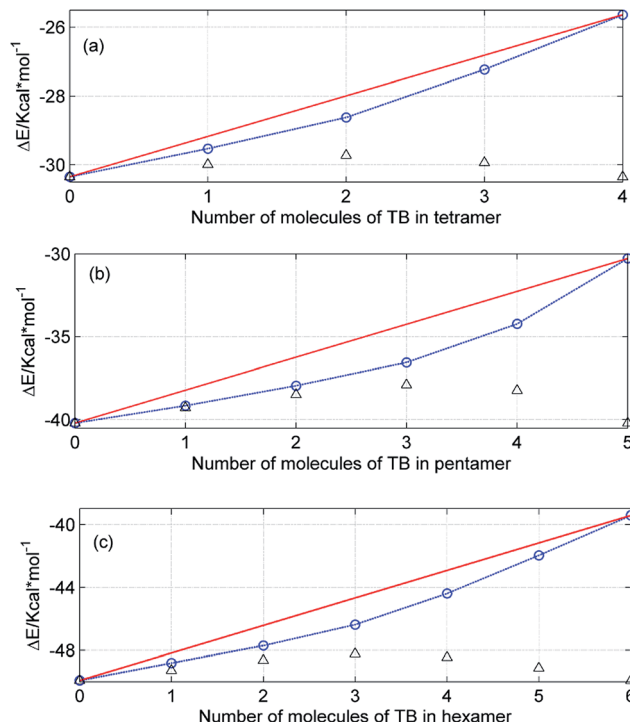 (a)
ΔE/Kcal*mol⁻¹
-26
-28
-30
0 1 2 3 4
Number of molecules of TB in tetramer
(b)
ΔE/Kcal*mol⁻¹
-30
-35
-40
0 1 2 3 4 5
Number of molecules of TB in pentamer
(c)
ΔE/Kcal*mol⁻¹
-40
-44
-48
0 1 2 3 4 5 6
Number of molecules of TB in hexamer